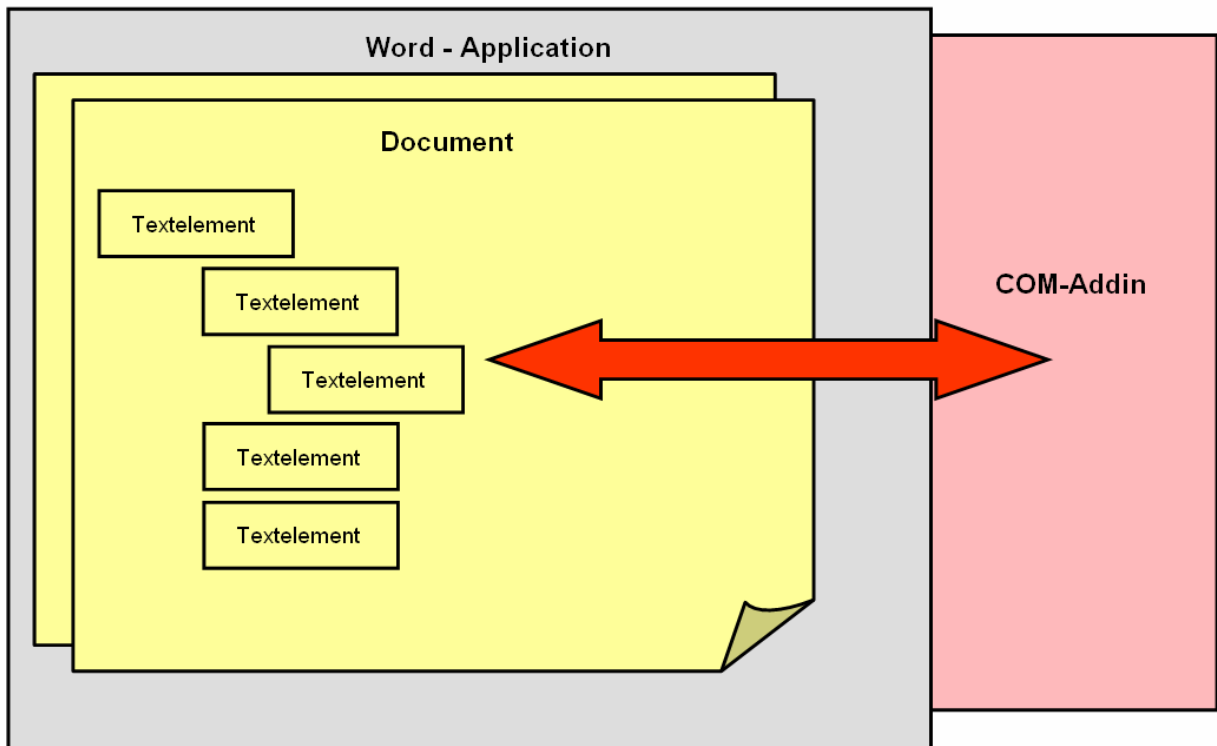 Word - Application
Document
Textelement
Textelement
Textelement
Textelement
Textelement
COM-Addin